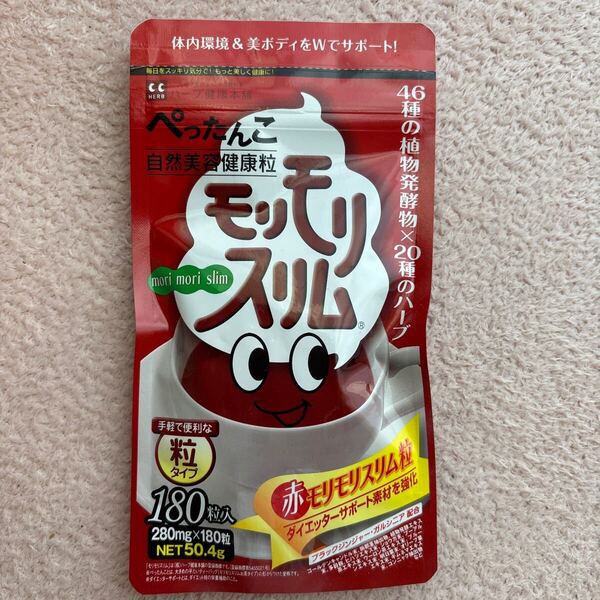 体内環境&美ボディをWでサポート!
毎日をスッキリ気分で!もっと美しく健康に!
HERB
ハーブ健康本舗
ぺったんこ
自然美容健康粒
モリモリ
スリム®
mori mori slim
46種の植物発酵物×20種のハーブ
手軽で便利な
粒
タイプ
180粒入
280mg×180粒
NET50.4g
赤モリモリスリム粒
ダイエッターサポート素材を強化
ブラックジンジャー・ガルシニア 配合